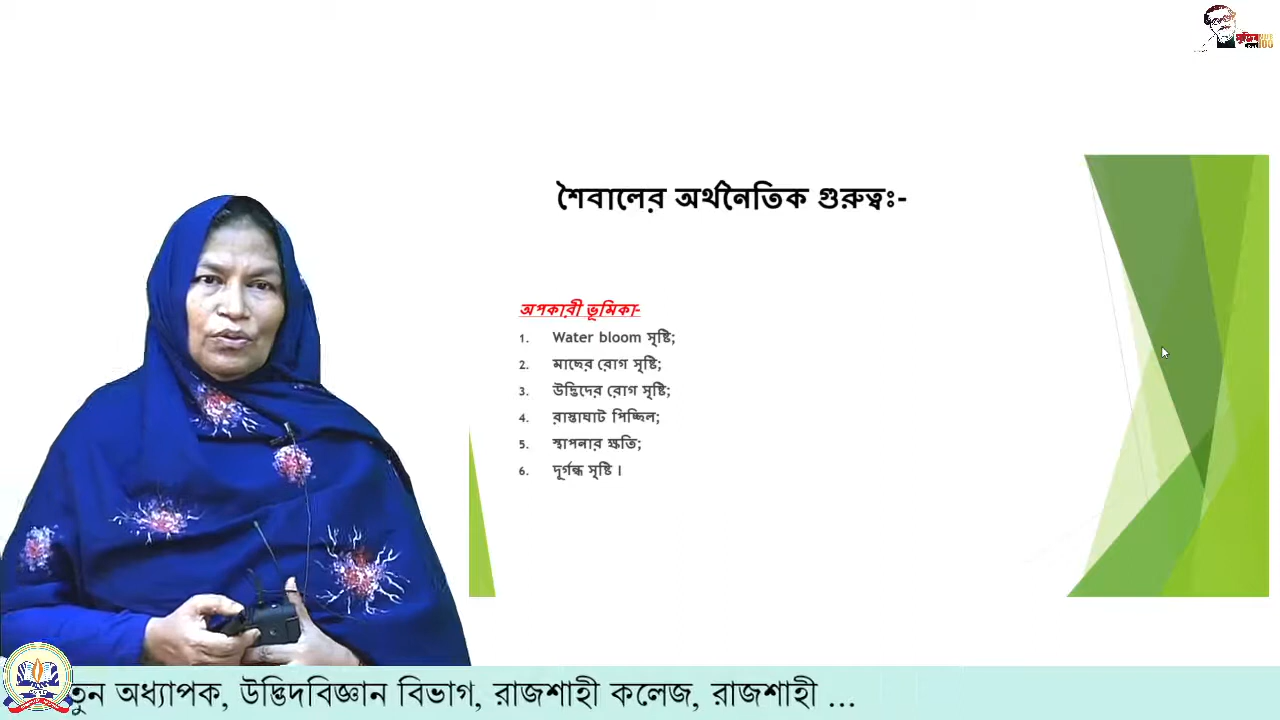 শৈবালের অর্থনৈতিক গুরুত্বঃ-
অপকারী ভূমিকা-
1. Water bloom সৃষ্টি;
2. মাছের রোগ সৃষ্টি;
3. উদ্ভিদের রোগ সৃষ্টি;
4. রাস্তাঘাট পিচ্ছিল;
5. স্থাপনার ক্ষতি;
6. দূর্গন্ধ সৃষ্টি ।
তুন অধ্যাপক, উদ্ভিদবিজ্ঞান বিভাগ, রাজশাহী কলেজ, রাজশাহী ...